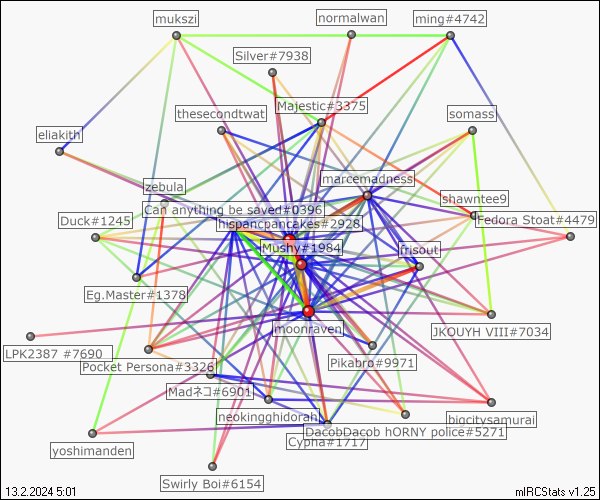 mukszi
normalwan
ming#4742
Silver#7938
Majestic#3375
thesecondtwat
somass
eliakith
marcemadness
zebula
shawntee9
Can anything be saved#0396
Duck#1245
hispancpancakes#2928
Fedora Stoat#4479
Mushy#1984
frisout
Eg.Master#1378
moonraven
JKOUYH VIII#7034
LPK2387 #7690
Pocket Persona#3326
Pikabro#9971
Madネコ#6901
neokingghidorah
bigcitysamurai
DacobDacob hORNY police#5271
Cypha#1717
yoshimanden
Swirly Boi#6154
13.2.2024 5:01
mIRCStats v1.25